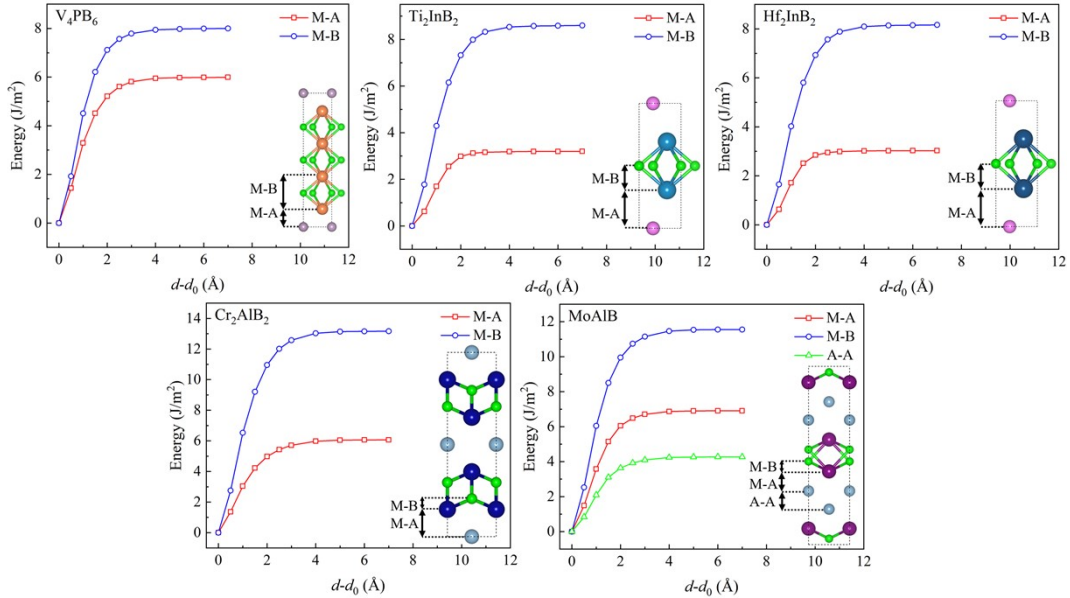 V₄PB₆
M-A
M-B
8
6
4
2
0
Energy (J/m²)
M-B
M-A
0 2 4 6 8 10 12
d-d₀ (Å)
Ti₂InB₂
M-A
M-B
8
6
4
2
0
Energy (J/m²)
M-B
M-A
0 2 4 6 8 10 12
d-d₀ (Å)
Hf₂InB₂
M-A
M-B
8
6
4
2
0
Energy (J/m²)
M-B
M-A
0 2 4 6 8 10 12
d-d₀ (Å)
Cr₂AlB₂
M-A
M-B
14
12
10
8
6
4
2
0
Energy (J/m²)
M-B
M-A
0 2 4 6 8 10 12
d-d₀ (Å)
MoAlB
M-A
M-B
A-A
12
10
8
6
4
2
0
Energy (J/m²)
M-B
M-A
A-A
0 2 4 6 8 10 12
d-d₀ (Å)